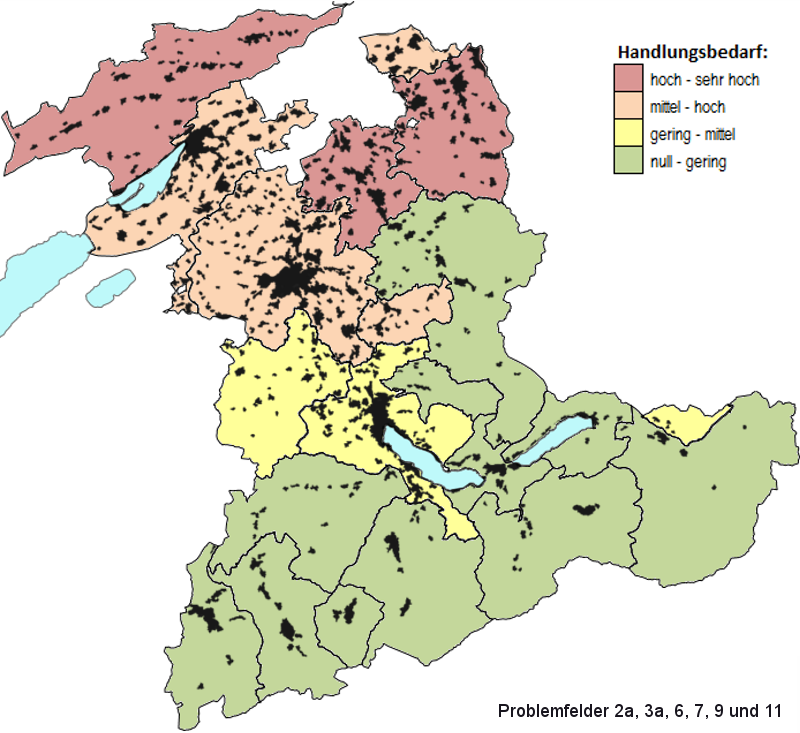 Handlungsbedarf:
hoch - sehr hoch
mittel - hoch
gering - mittel
null - gering
Problemfelder 2a, 3a, 6, 7, 9 und 11